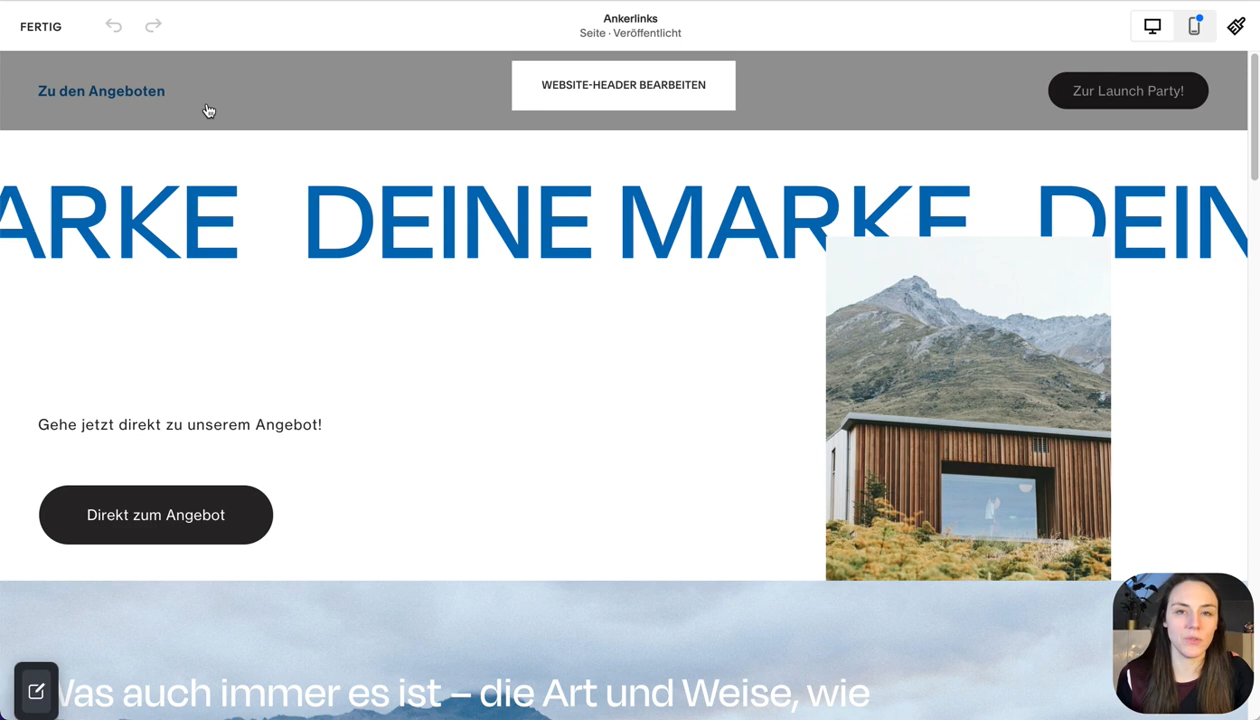 FERTIG
Ankerlinks
Seite · Veröffentlicht
Zu den Angeboten
WEBSITE-HEADER BEARBEITEN
Zur Launch Party!
ARKE DEINE MARKE DEIN
Gehe jetzt direkt zu unserem Angebot!
Direkt zum Angebot
Was auch immer es ist – die Art und Weise, wie